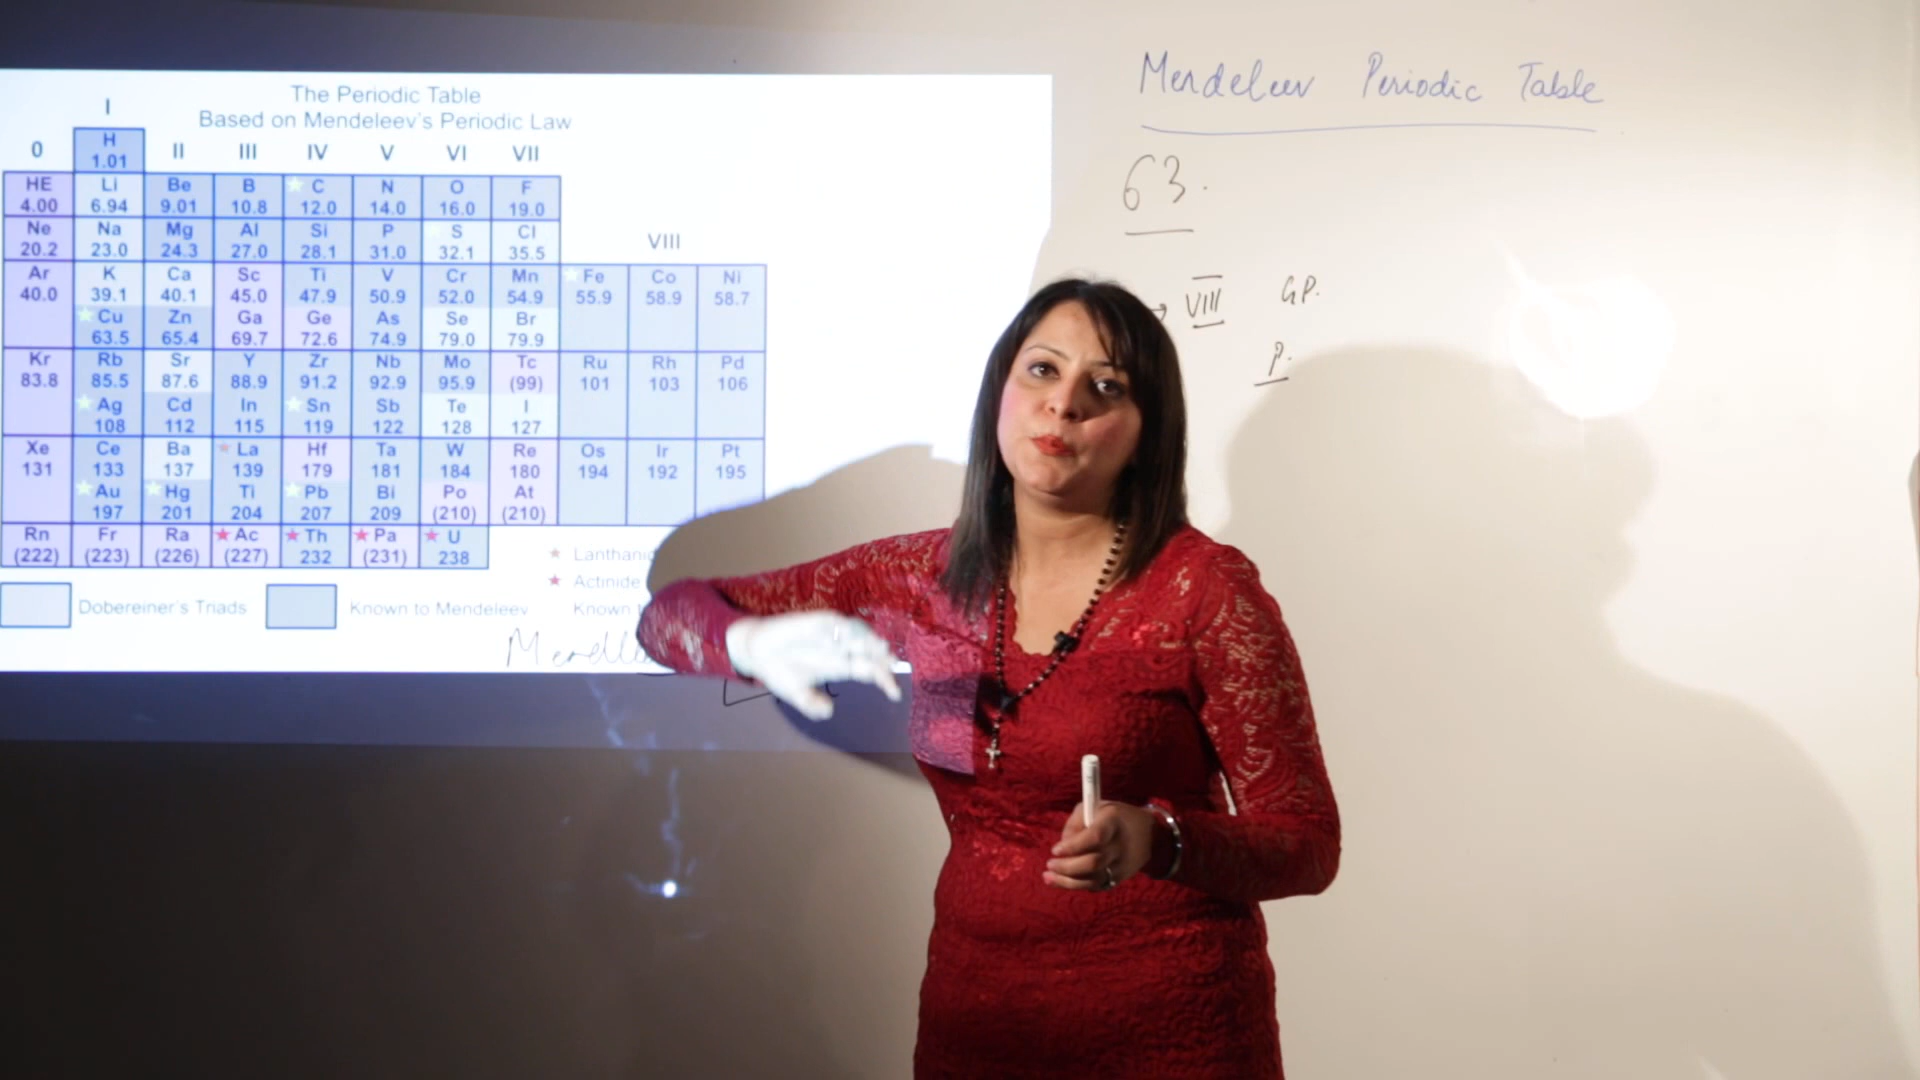 The Periodic Table
Based on Mendeleev's Periodic Law
I
0 II III IV V VI VII
H
1.01
HE Li Be B C N O F
4.00 6.94 9.01 10.8 12.0 14.0 16.0 19.0
Ne Na Mg Al Si P S Cl
20.2 23.0 24.3 27.0 28.1 31.0 32.1 35.5
VIII
Ar K Ca Sc Ti V Cr Mn Fe Co Ni
40.0 39.1 40.1 45.0 47.9 50.9 52.0 54.9 55.9 58.9 58.7
Cu Zn Ga Ge As Se Br
63.5 65.4 69.7 72.6 74.9 79.0 79.9
Kr Rb Sr Y Zr Nb Mo Tc Ru Rh Pd
83.8 85.5 87.6 88.9 91.2 92.9 95.9 (99) 101 103 106
Ag Cd In Sn Sb Te I
108 112 115 119 122 128 127
Xe Ce Ba La Hf Ta W Re Os Ir Pt
131 133 137 139 179 181 184 180 194 192 195
Au Hg Ti Pb Bi Po At
197 201 204 207 209 (210) (210)
Rn Fr Ra Ac Th Pa U
(222) (223) (226) (227) 232 (231) 238
Lanthanid
Actinide
Dobereiner's Triads Known to Mendeleev Known
Mendeleev Periodic Table
63.
VIII GP.
P.